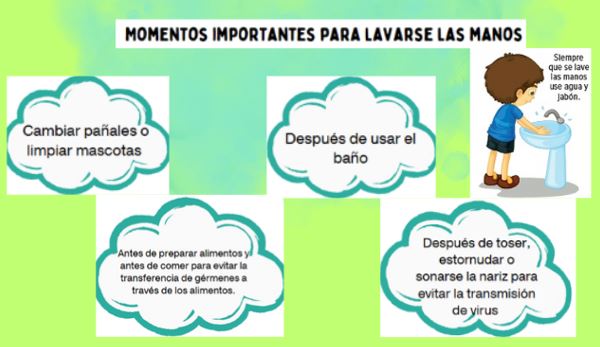 MOMENTOS IMPORTANTES PARA LAVARSE LAS MANOS
Siempre
que se lave
las manos
use agua y
jabón.
Cambiar pañales o
limpiar mascotas
Después de usar el
baño
Antes de preparar alimentos y
antes de comer para evitar la
transferencia de gérmenes a
través de los alimentos.
Después de toser,
estornudar o
sonarse la nariz para
evitar la transmisión
de virus